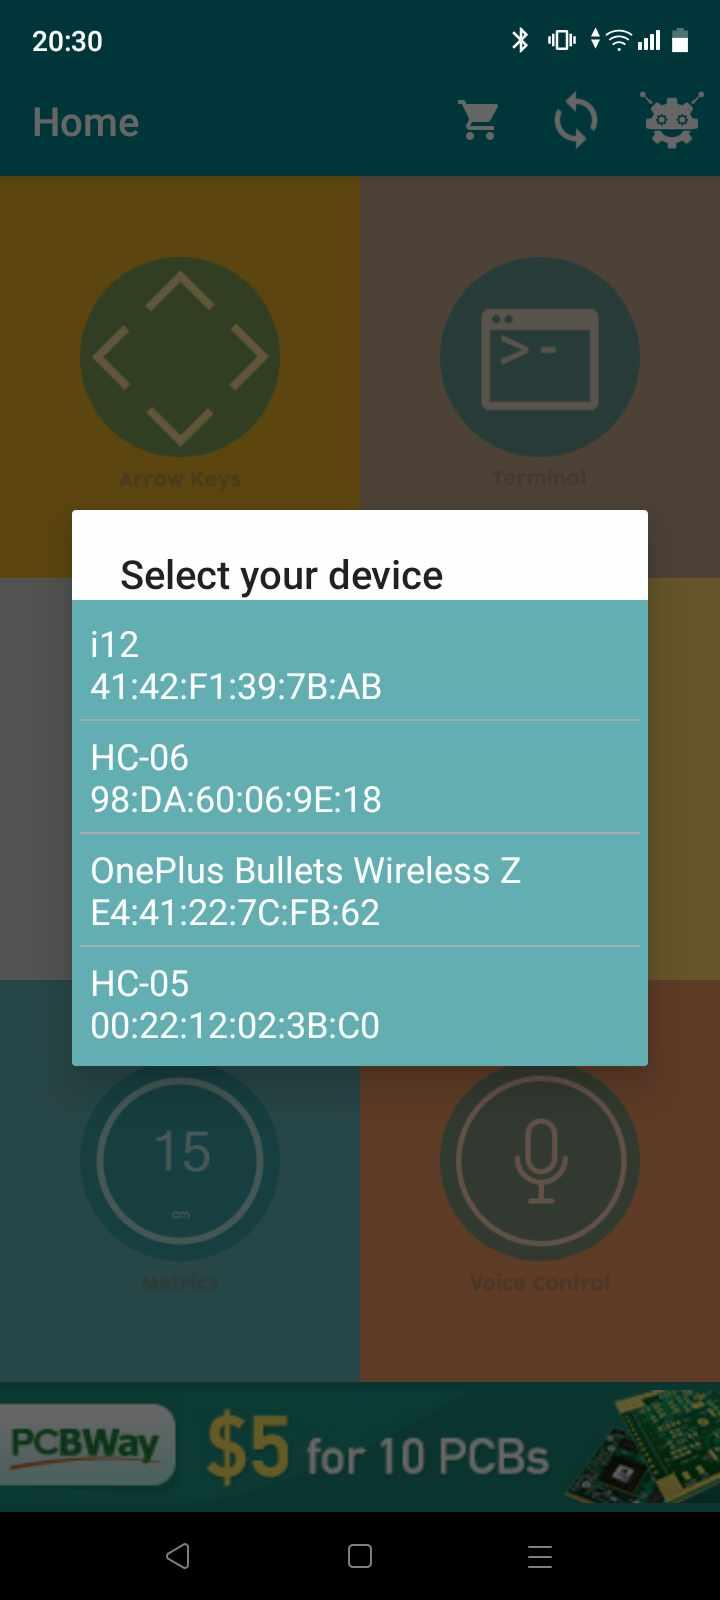 20:30
Home
>-
Arrow Keys
Terminal
Select your device
i12
41:42:F1:39:7B:AB
HC-06
98:DA:60:06:9E:18
OnePlus Bullets Wireless Z
E4:41:22:7C:FB:62
HC-05
00:22:12:02:3B:C0
15
cm
Metrics
Voice Control
PCBWay
$5 for 10 PCBs